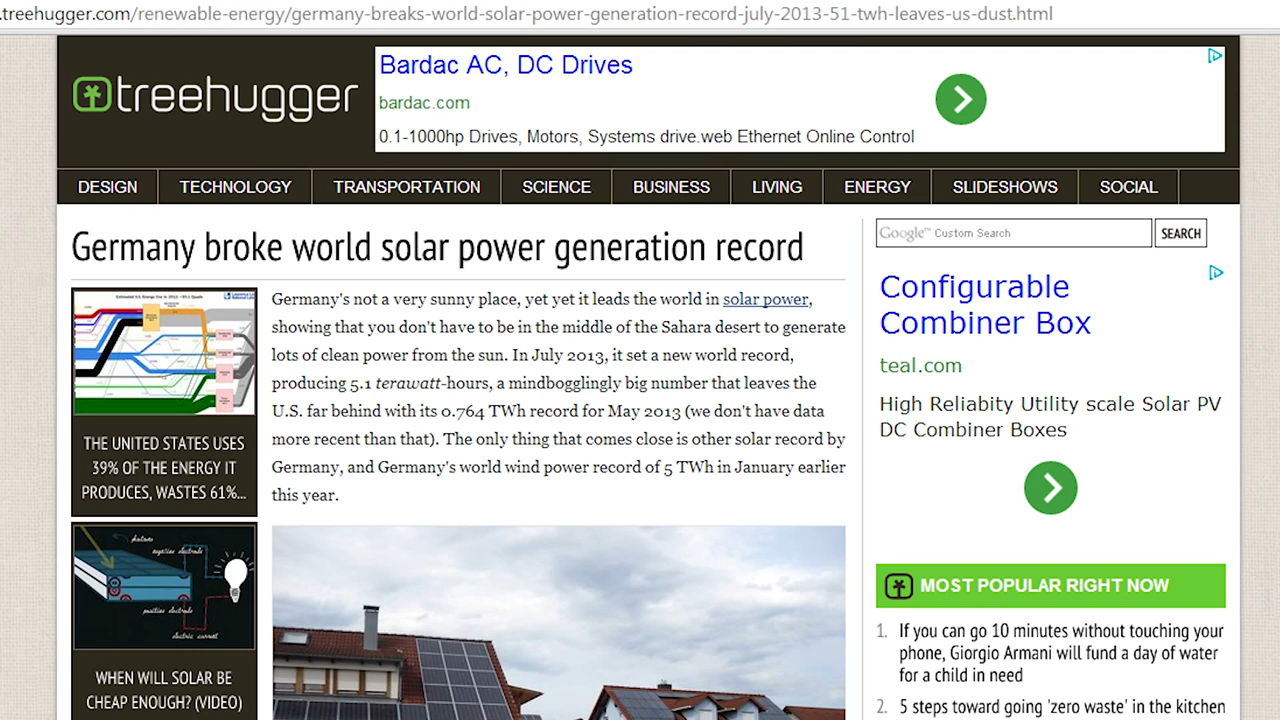 .treehugger.com/renewable-energy/germany-breaks-world-solar-power-generation-record-july-2013-51-twh-leaves-us-dust.html
treehugger
Bardac AC, DC Drives
bardac.com
0.1-1000hp Drives, Motors, Systems drive.web Ethernet Online Control
DESIGN TECHNOLOGY TRANSPORTATION SCIENCE BUSINESS LIVING ENERGY SLIDESHOWS SOCIAL
Germany broke world solar power generation record
THE UNITED STATES USES
39% OF THE ENERGY IT
PRODUCES, WASTES 61%...
photons
negative electrode
positive electrode
electric current
WHEN WILL SOLAR BE
CHEAP ENOUGH? (VIDEO)
Germany's not a very sunny place, yet yet it leads the world in solar power,
showing that you don't have to be in the middle of the Sahara desert to generate
lots of clean power from the sun. In July 2013, it set a new world record,
producing 5.1 terawatt-hours, a mindbogglingly big number that leaves the
U.S. far behind with its 0.764 TWh record for May 2013 (we don't have data
more recent than that). The only thing that comes close is other solar record by
Germany, and Germany's world wind power record of 5 TWh in January earlier
this year.
Google™ Custom Search SEARCH
Configurable
Combiner Box
teal.com
High Reliabity Utility scale Solar PV
DC Combiner Boxes
MOST POPULAR RIGHT NOW
1. If you can go 10 minutes without touching your
phone, Giorgio Armani will fund a day of water
for a child in need
2. 5 steps toward going 'zero waste' in the kitchen